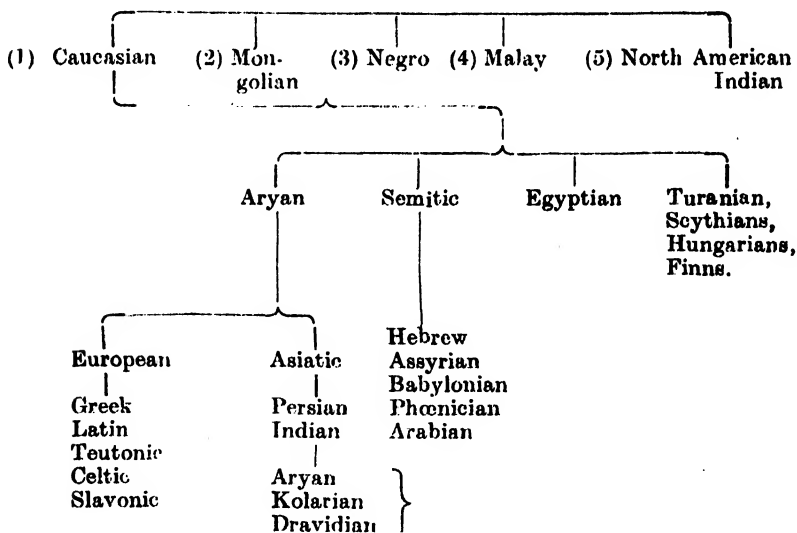 (1) Caucasian (2) Mon- (3) Negro (4) Malay (5) North American
golian Indian
Aryan Semitic Egyptian Turanian,
Scythians,
Hungarians,
Finns.
Hebrew
European Asiatic Assyrian
Babylonian
Greek Persian Phœnician
Latin Indian Arabian
Teutonic
Celtic Aryan
Slavonic Kolarian
Dravidian